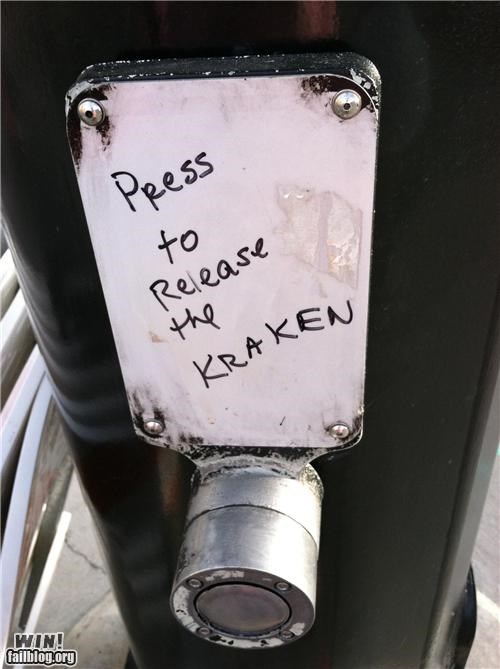 Press
to
Release
the
KRAKEN
WIN!
failblog.org